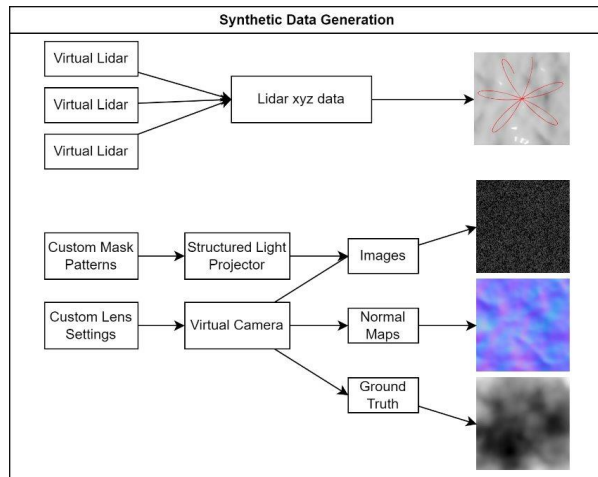 Synthetic Data Generation
Virtual Lidar
Virtual Lidar
Virtual Lidar
Lidar xyz data
Custom Mask
Patterns
Structured Light
Projector
Images
Custom Lens
Settings
Virtual Camera
Normal
Maps
Ground
Truth